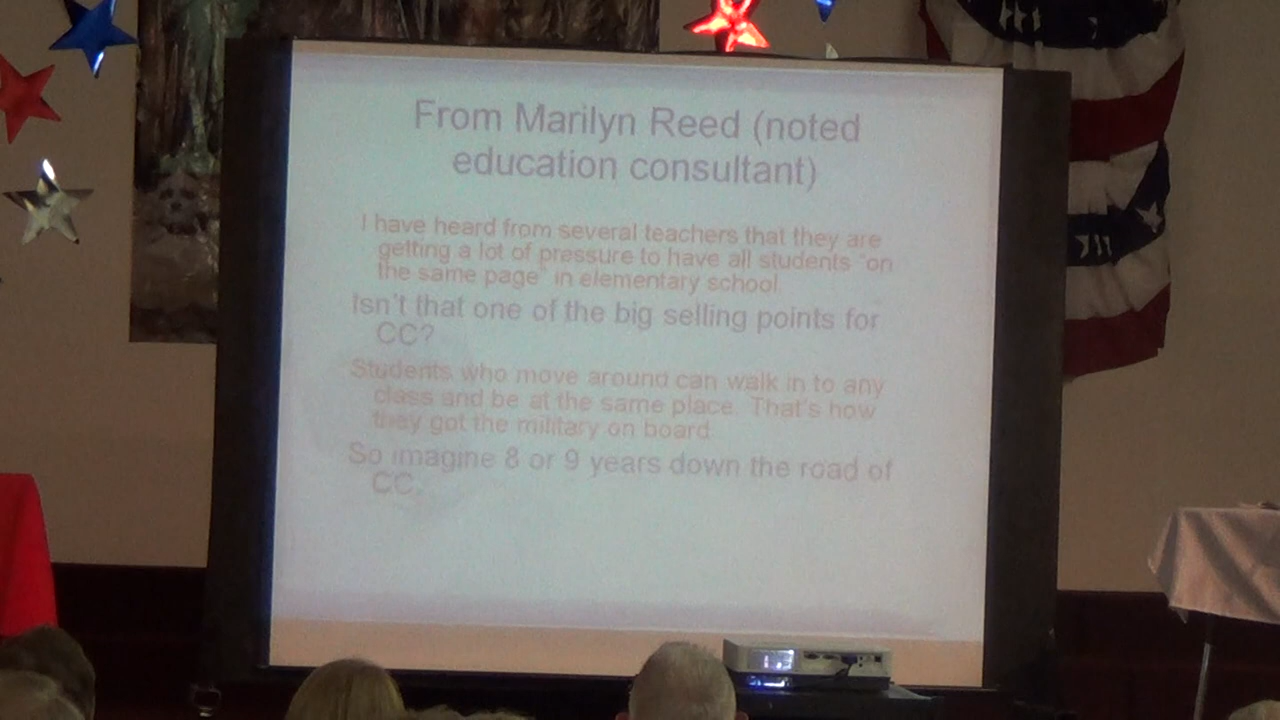 From Marilyn Reed (noted
education consultant)
I have heard from several teachers that they are
getting a lot of pressure to have all students "on
the same page" in elementary school.
Isn't that one of the big selling points for
CC?
Students who move around can walk in to any
class and be at the same place. That's how
they got the military on board.
So imagine 8 or 9 years down the road of
CC.